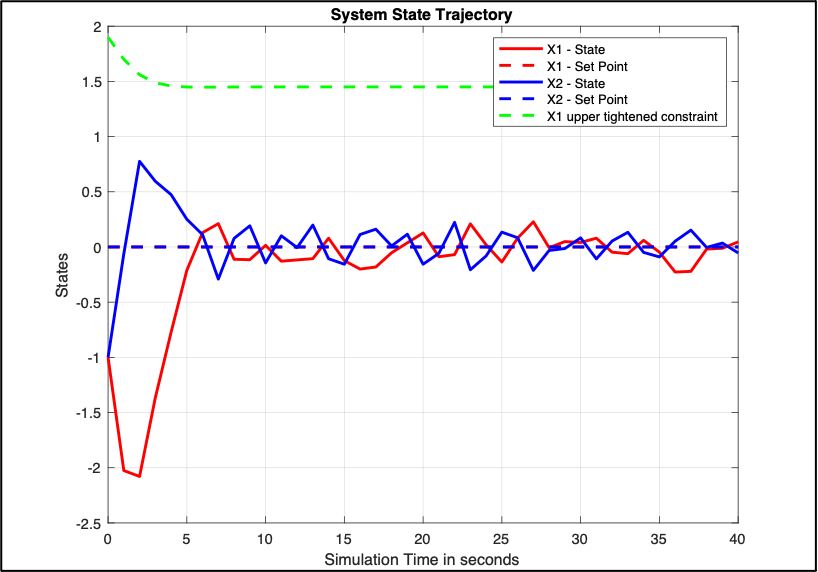 System State Trajectory
X1 - State
X1 - Set Point
X2 - State
X2 - Set Point
X1 upper tightened constraint
States
2
1.5
1
0.5
0
-0.5
-1
-1.5
-2
-2.5
0 5 10 15 20 25 30 35 40
Simulation Time in seconds